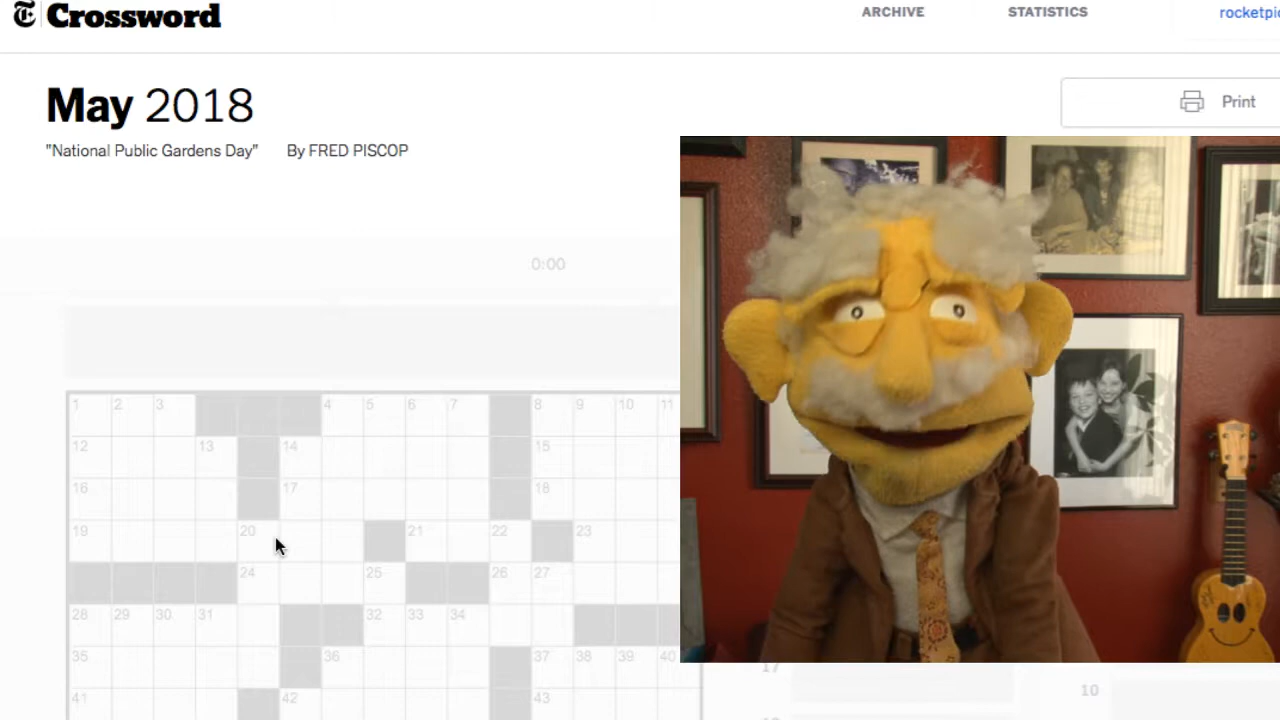 Crossword
ARCHIVE
STATISTICS
May 2018
"National Public Gardens Day"
By FRED PISCOP
Print
0:00
1 2 3 4 5 6 7 8 9 10 11
12 13 14 15
16 17 18
19 20 21 22 23
24 25 26 27
28 29 30 31 32 33 34
35 36 37 38 39 40
41 42 43
17
10